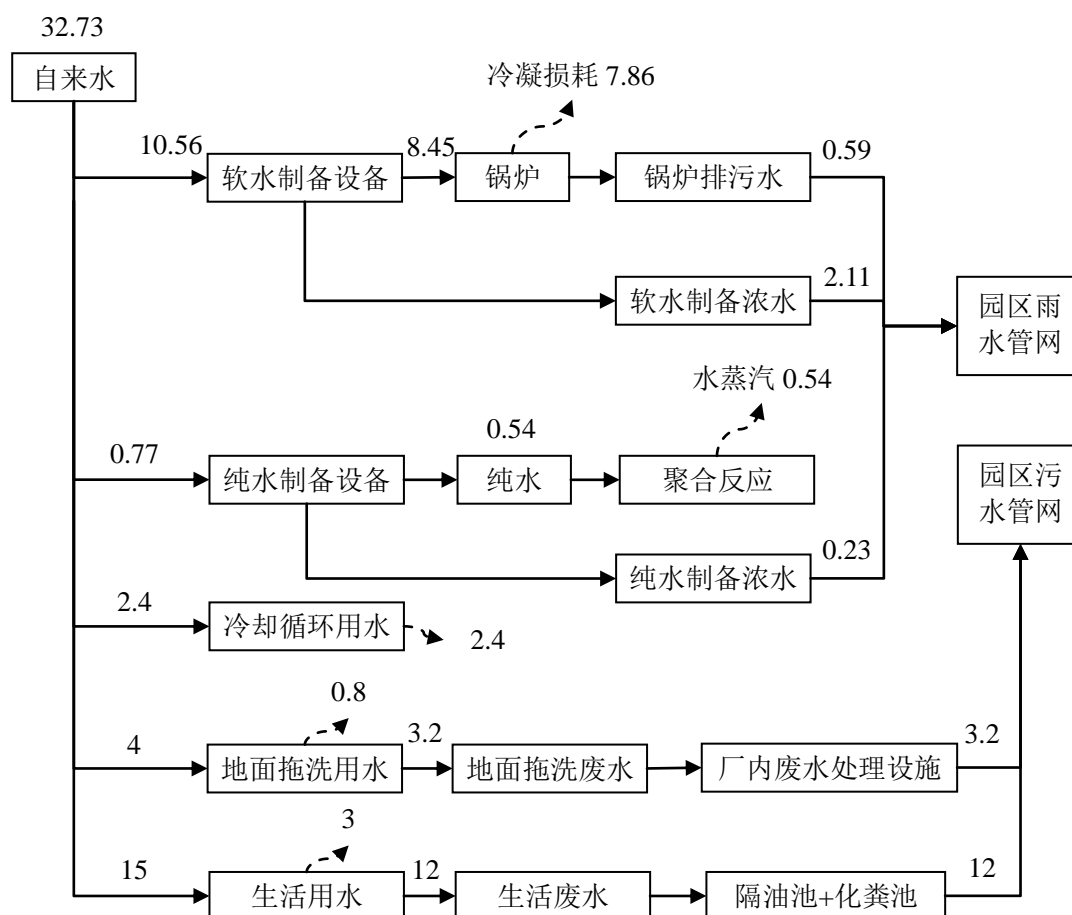 32.73
自来水
冷凝损耗 7.86
10.56
8.45
0.59
软水制备设备
锅炉
锅炉排污水
2.11
软水制备浓水
园区雨
水管网
水蒸汽 0.54
0.54
0.77
纯水制备设备
纯水
聚合反应
园区污
水管网
0.23
纯水制备浓水
2.4
冷却循环用水
2.4
0.8
4
3.2
3.2
地面拖洗用水
地面拖洗废水
厂内废水处理设施
3
15
12
12
生活用水
生活废水
隔油池+化粪池